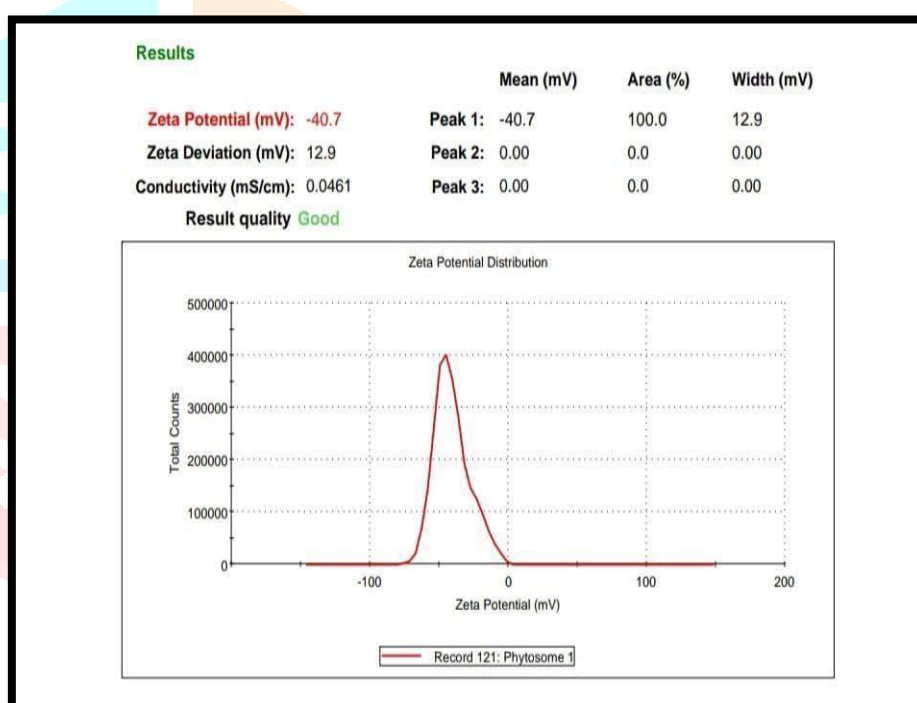 Results
Mean (mV) Area (%) Width (mV)
Zeta Potential (mV): -40.7 Peak 1: -40.7 100.0 12.9
Zeta Deviation (mV): 12.9 Peak 2: 0.00 0.0 0.00
Conductivity (mS/cm): 0.0461 Peak 3: 0.00 0.0 0.00
Result quality Good
Zeta Potential Distribution
500000
400000
300000
200000
100000
0
Total Counts
-100 0 100 200
Zeta Potential (mV)
Record 121: Phytosome 1